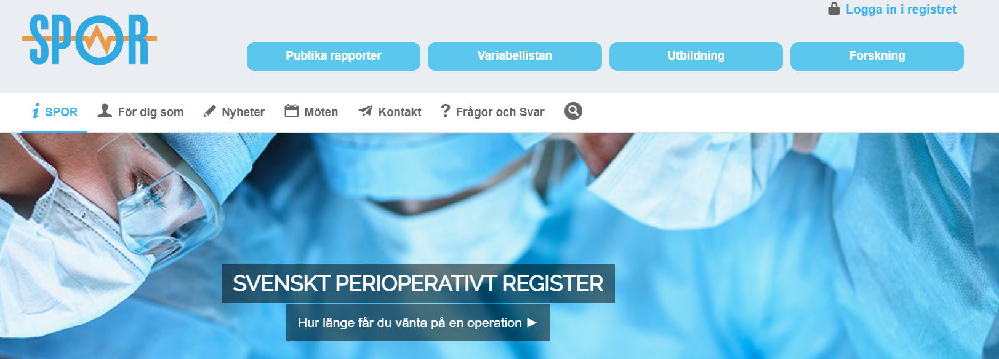 SPOR
Logga in i registret
Publika rapporter
Variabellistan
Utbildning
Forskning
i SPOR
För dig som
Nyheter
Möten
Kontakt
? Frågor och Svar
SVENSKT PERIOPERATIVT REGISTER
Hur länge får du vänta på en operation ►